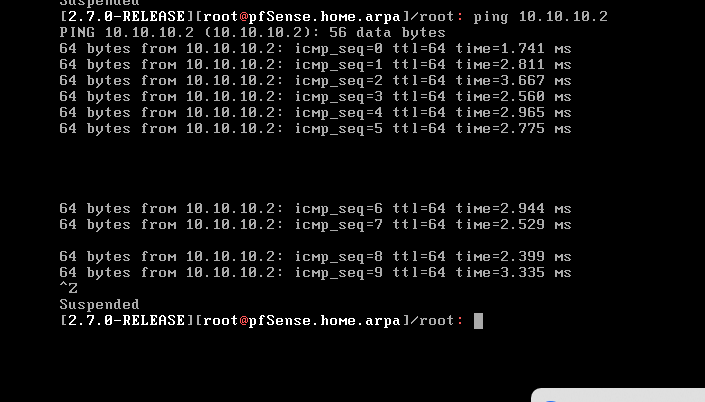 Suspended
[2.7.0-RELEASE][root@pfSense.home.arpa]/root: ping 10.10.10.2
PING 10.10.10.2 (10.10.10.2): 56 data bytes
64 bytes from 10.10.10.2: icmp_seq=0 ttl=64 time=1.741 ms
64 bytes from 10.10.10.2: icmp_seq=1 ttl=64 time=2.811 ms
64 bytes from 10.10.10.2: icmp_seq=2 ttl=64 time=3.667 ms
64 bytes from 10.10.10.2: icmp_seq=3 ttl=64 time=2.560 ms
64 bytes from 10.10.10.2: icmp_seq=4 ttl=64 time=2.965 ms
64 bytes from 10.10.10.2: icmp_seq=5 ttl=64 time=2.775 ms
64 bytes from 10.10.10.2: icmp_seq=6 ttl=64 time=2.944 ms
64 bytes from 10.10.10.2: icmp_seq=7 ttl=64 time=2.529 ms
64 bytes from 10.10.10.2: icmp_seq=8 ttl=64 time=2.399 ms
64 bytes from 10.10.10.2: icmp_seq=9 ttl=64 time=3.335 ms
^Z
Suspended
[2.7.0-RELEASE][root@pfSense.home.arpa]/root: